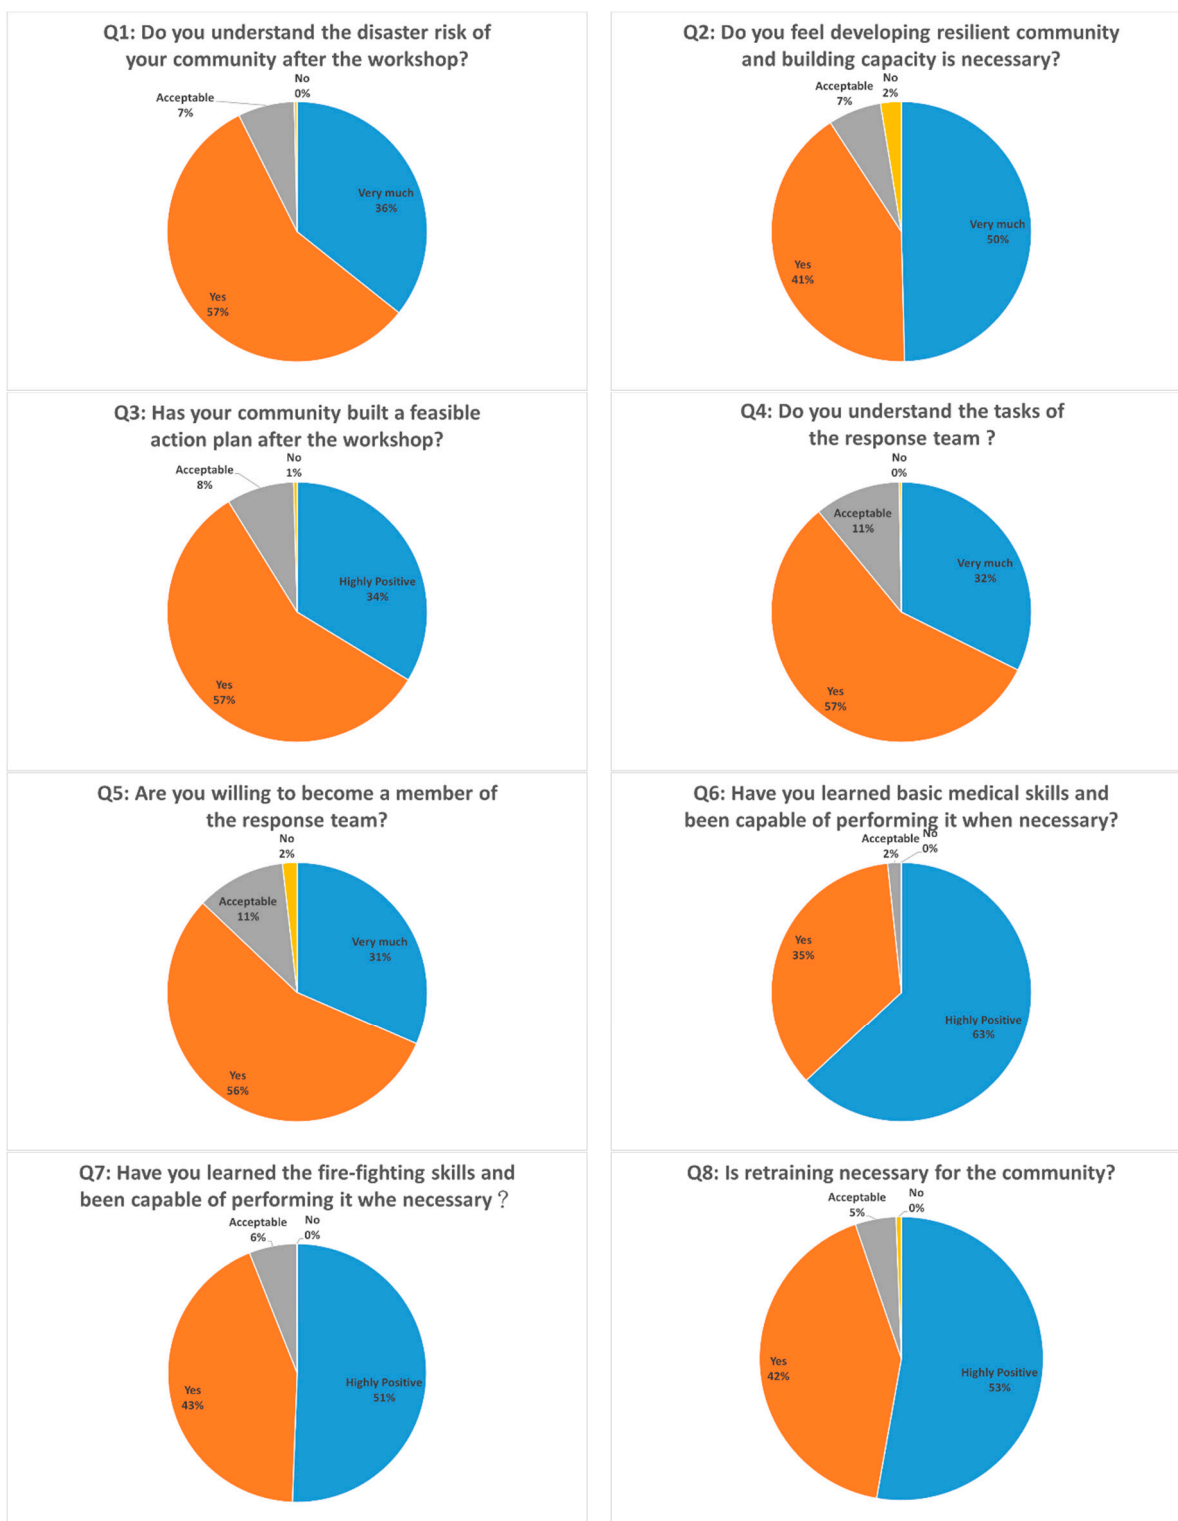 Q1: Do you understand the disaster risk of
your community after the workshop?
No
0%
Acceptable
7%
Very much
36%
Yes
57%
Q2: Do you feel developing resilient community
and building capacity is necessary?
No
2%
Acceptable
7%
Very much
50%
Yes
41%
Q3: Has your community built a feasible
action plan after the workshop?
No
1%
Acceptable
8%
Highly Positive
34%
Yes
57%
Q4: Do you understand the tasks of
the response team ?
No
0%
Acceptable
11%
Very much
32%
Yes
57%
Q5: Are you willing to become a member of
the response team?
No
2%
Acceptable
11%
Very much
31%
Yes
56%
Q6: Have you learned basic medical skills and
been capable of performing it when necessary?
No
0%
Acceptable
2%
Yes
35%
Highly Positive
63%
Q7: Have you learned the fire-fighting skills and
been capable of performing it whe necessary？
No
0%
Acceptable
6%
Highly Positive
51%
Yes
43%
Q8: Is retraining necessary for the community?
No
0%
Acceptable
5%
Yes
42%
Highly Positive
53%